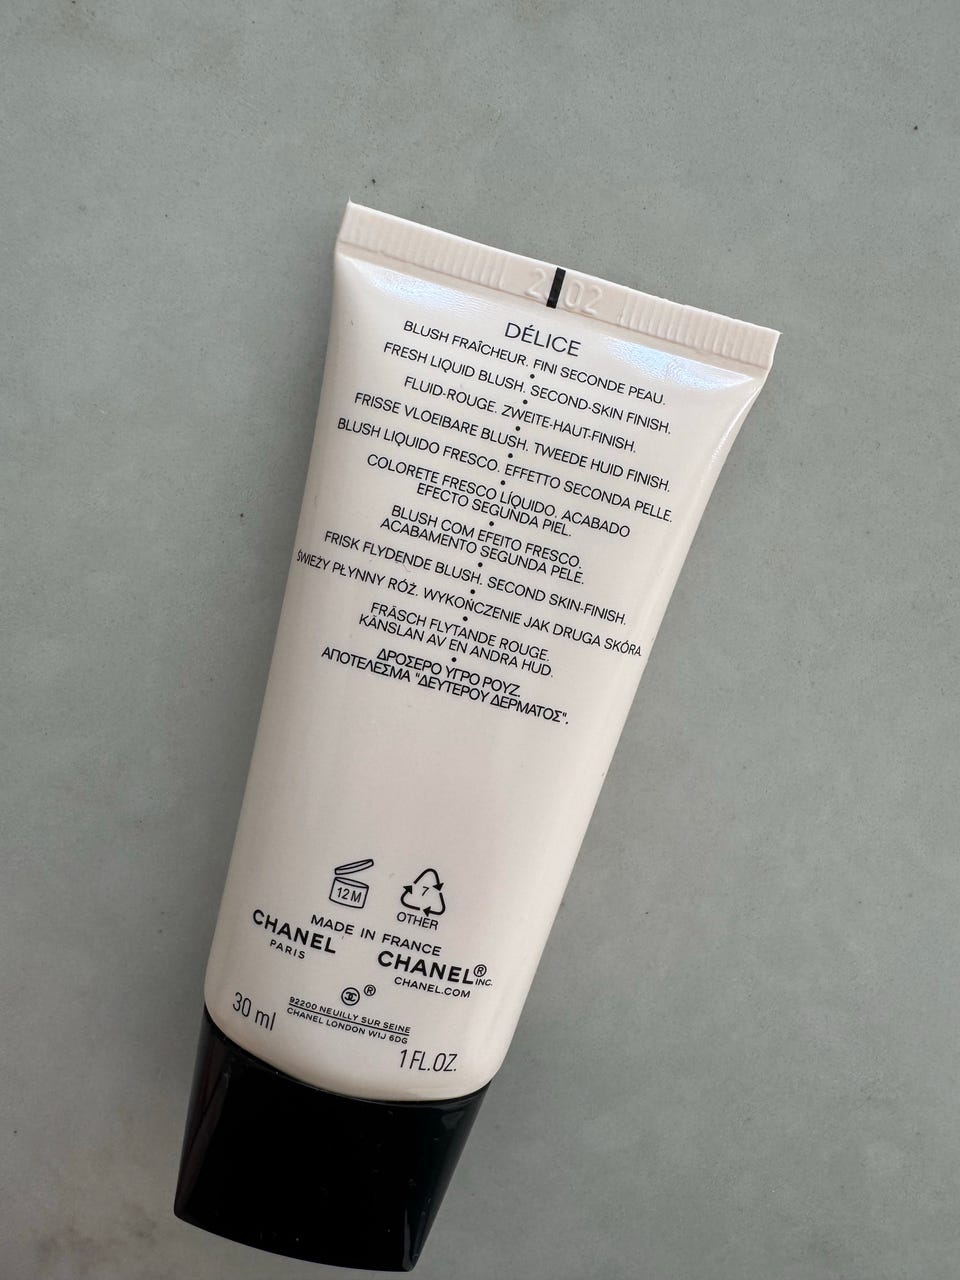 DÉLICE
BLUSH FRAÎCHEUR. FINI SECONDE PEAU.
•
FRESH LIQUID BLUSH. SECOND-SKIN FINISH.
•
FLUID-ROUGE. ZWEITE-HAUT-FINISH.
•
FRISSE VLOEIBARE BLUSH. TWEEDE HUID FINISH.
•
BLUSH LIQUIDO FRESCO. EFFETTO SECONDA PELLE.
•
COLORETE FRESCO LÍQUIDO. ACABADO
EFECTO SEGUNDA PIEL.
•
BLUSH COM EFEITO FRESCO.
ACABAMENTO SEGUNDA PELE.
•
FRISK FLYDENDE BLUSH. SECOND SKIN-FINISH.
•
ŚWIEŻY PŁYNNY RÓŻ. WYKOŃCZENIE JAK DRUGA SKÓRA.
•
FRÄSCH FLYTANDE ROUGE.
KÄNSLAN AV EN ANDRA HUD.
•
ΔΡΟΣΕΡΟ ΥΓΡΟ ΡΟΥΖ.
ΑΠΟΤΕΛΕΣΜΑ "ΔΕΥΤΕΡΟΥ ΔΕΡΜΑΤΟΣ".
12 M
7
OTHER
MADE IN FRANCE
CHANEL
PARIS
CHANEL® INC.
CHANEL.COM
®
92200 NEUILLY SUR SEINE
CHANEL LONDON W1J 6DG
30 ml
1 FL.OZ.